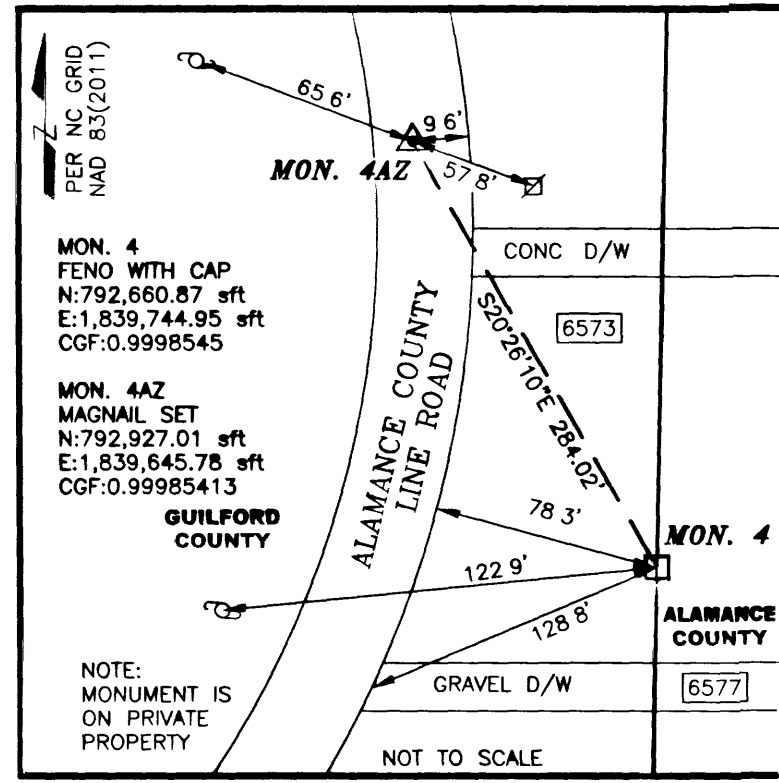 Z
PER NC GRID
NAD 83(2011)
65 6'
9 6'
57 8'
MON. 4AZ
MON. 4
FENO WITH CAP
N:792,660.87 sft
E:1,839,744.95 sft
CGF:0.9998545
MON. 4AZ
MAGNAIL SET
N:792,927.01 sft
E:1,839,645.78 sft
CGF:0.99985413
GUILFORD
COUNTY
ALAMANCE COUNTY
LINE ROAD
CONC D/W
6573
S20°26'10"E 284.02'
78 3'
MON. 4
122 9'
128 8'
ALAMANCE
COUNTY
NOTE:
MONUMENT IS
ON PRIVATE
PROPERTY
GRAVEL D/W
6577
NOT TO SCALE